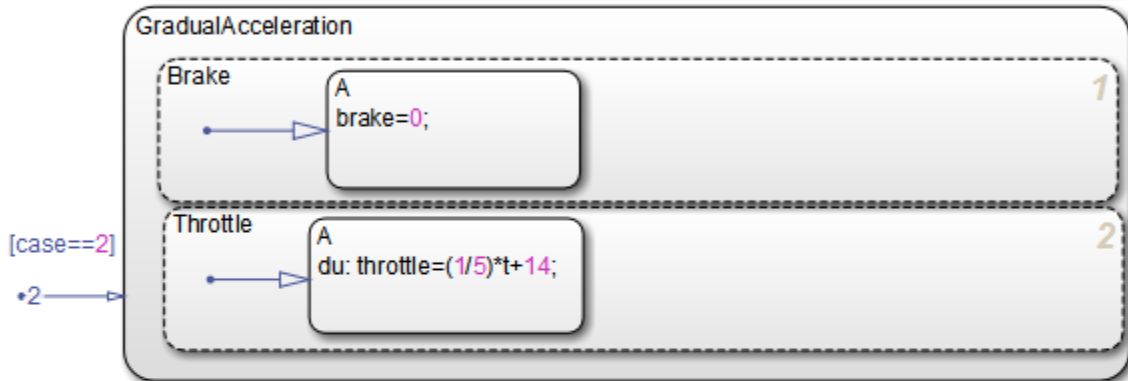 GradualAcceleration
Brake
1
A
brake=0;
Throttle
2
[case==2]
A
du: throttle=(1/5)*t+14;
2